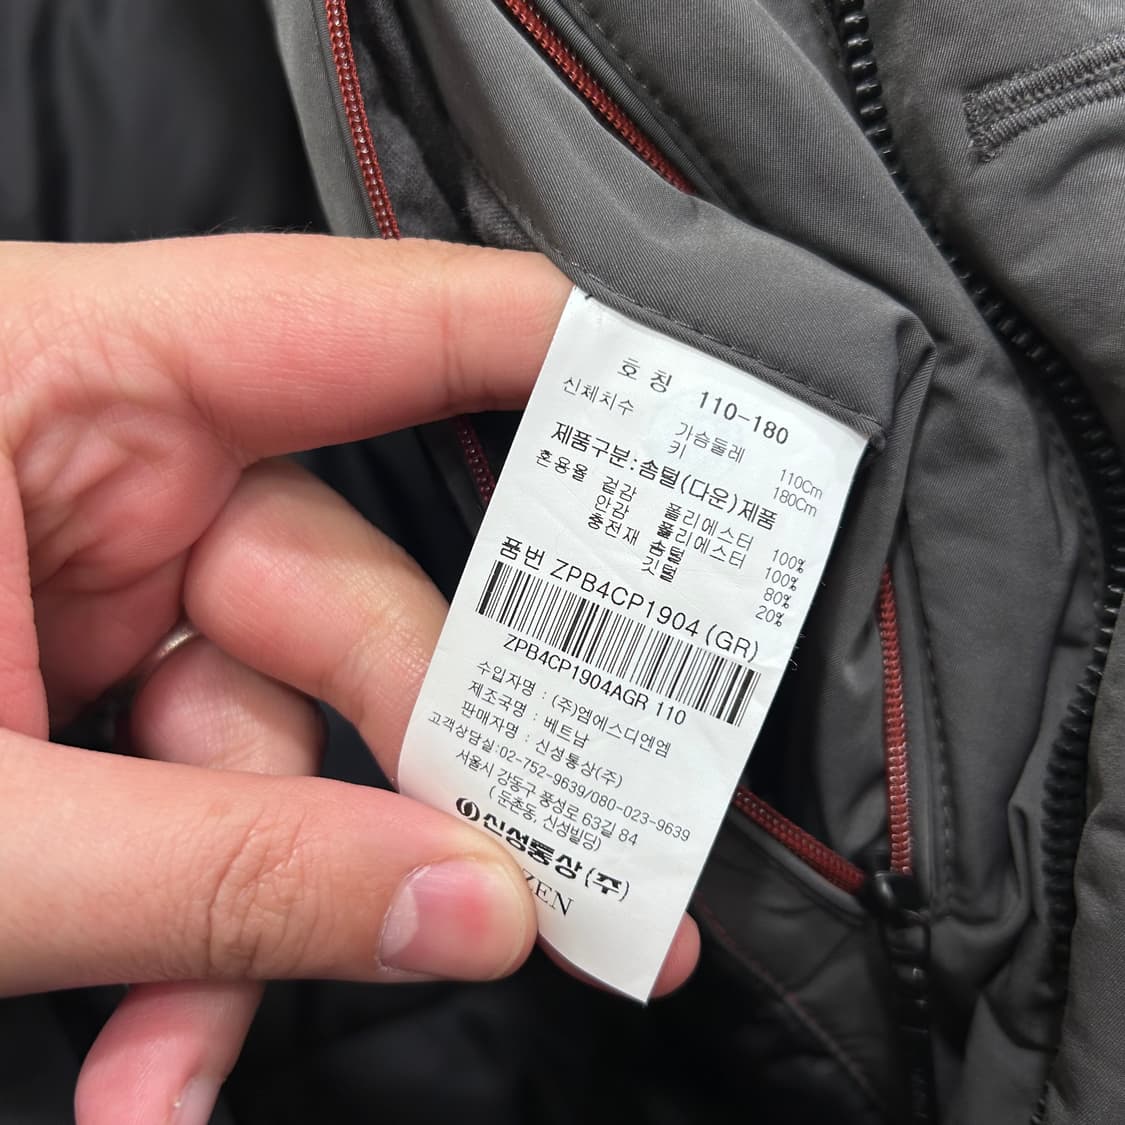 호 칭 110-180
신체치수 가슴둘레 110Cm
키 180Cm
제품구분:솜털(다운)제품
혼용율 겉감 폴리에스터 100%
안감 폴리에스터 100%
충전재 솜털 80%
깃털 20%
품번 ZPB4CP1904(GR)
ZPB4CP1904AGR 110
수입자명 : (주)엠에스디엔엠
제조국명 : 베트남
판매자명 : 신성통상(주)
고객상담실:02-752-9639/080-023-9639
서울시 강동구 풍성로 63길 84
( 둔촌동, 신성빌딩)
신성통상(주)